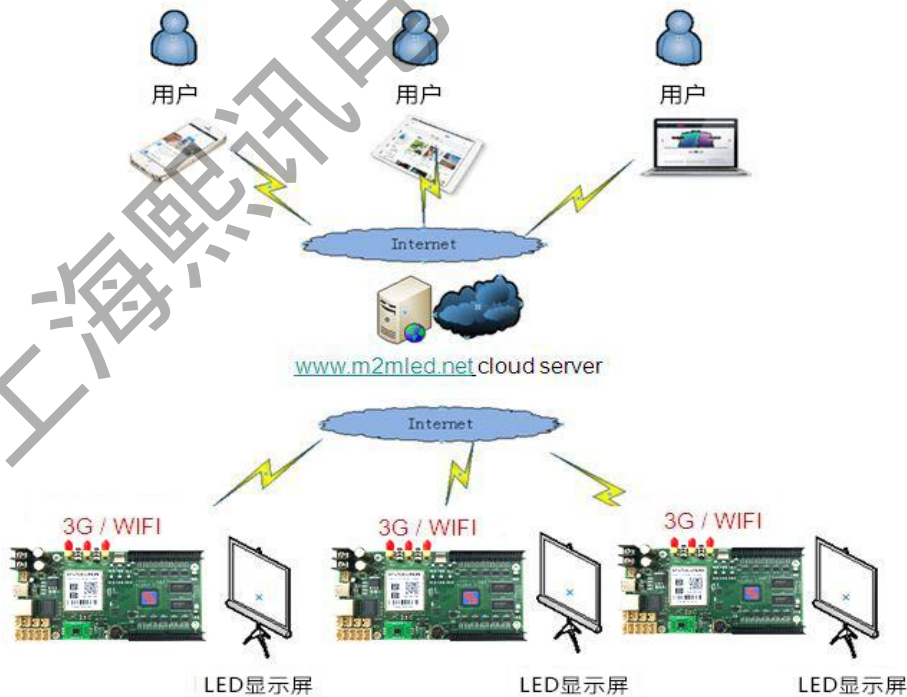 用户
用户
用户
Internet
www.m2mled.net cloud server
Internet
3G / WIFI
3G / WIFI
3G / WIFI
LED显示屏
LED显示屏
LED显示屏
上海熙讯电